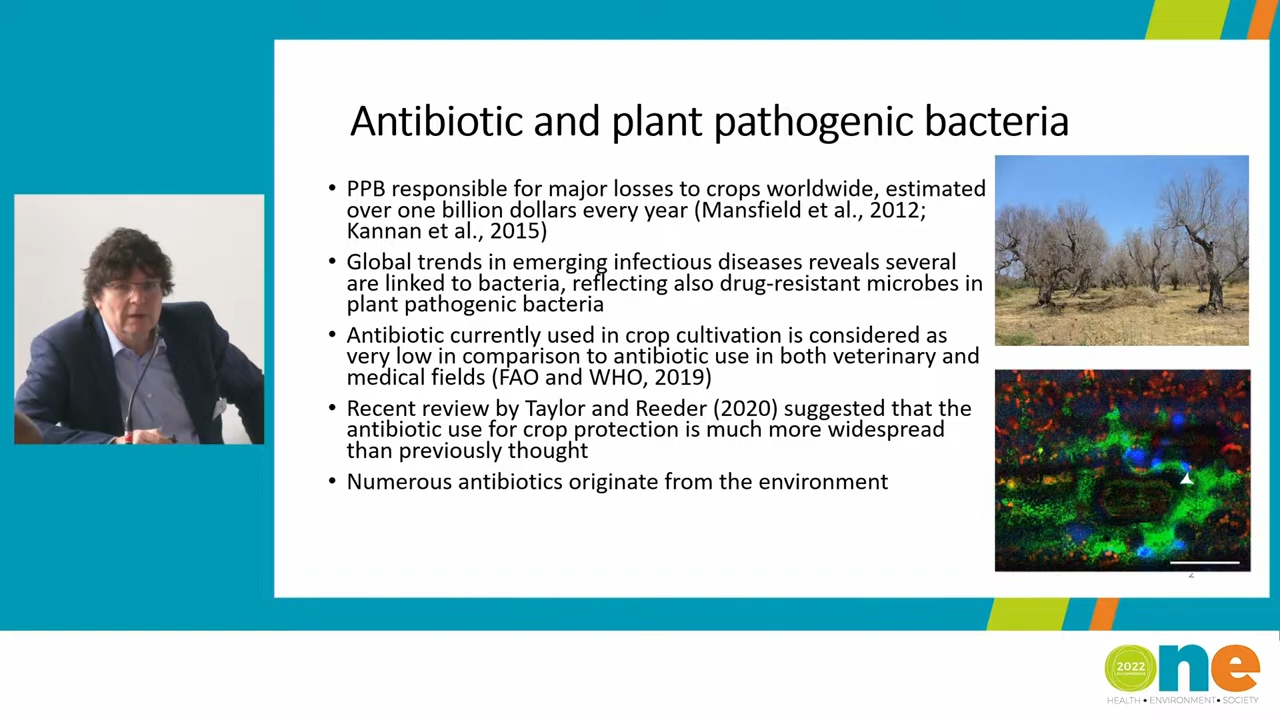 Antibiotic and plant pathogenic bacteria
• PPB responsible for major losses to crops worldwide, estimated
over one billion dollars every year (Mansfield et al., 2012;
Kannan et al., 2015)
• Global trends in emerging infectious diseases reveals several
are linked to bacteria, reflecting also drug-resistant microbes in
plant pathogenic bacteria
• Antibiotic currently used in crop cultivation is considered as
very low in comparison to antibiotic use in both veterinary and
medical fields (FAO and WHO, 2019)
• Recent review by Taylor and Reeder (2020) suggested that the
antibiotic use for crop protection is much more widespread
than previously thought
• Numerous antibiotics originate from the environment
2
2022
one
HEALTH • ENVIRONMENT • SOCIETY